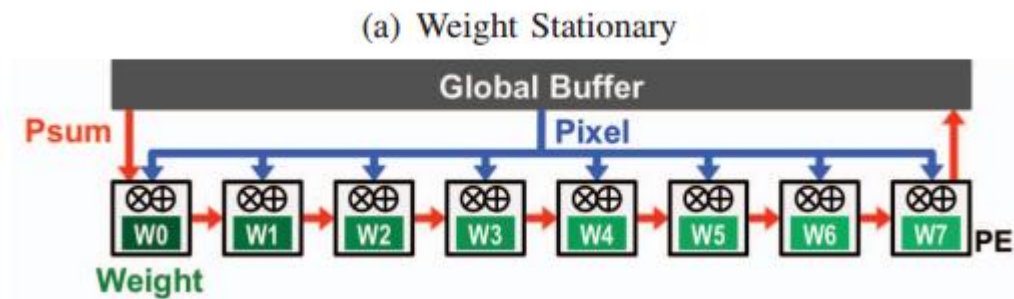 (a) Weight Stationary
Global Buffer
Psum
Pixel
W0 W1 W2 W3 W4 W5 W6 W7
PE
Weight